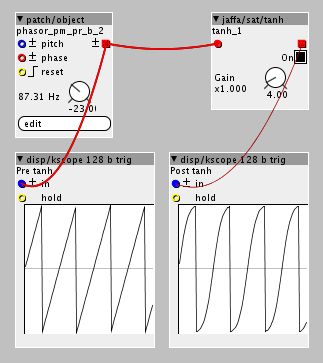 patch/object
phasor_pm_pr_b_2
± pitch ±
± phase
reset
87.31 Hz
-23.00
edit
jaffa/sat/tanh
tanh_1
On
Gain
x1.000
4.00
disp/kscope 128 b trig
Pre tanh
± in
hold
disp/kscope 128 b trig
Post tanh
± in
hold